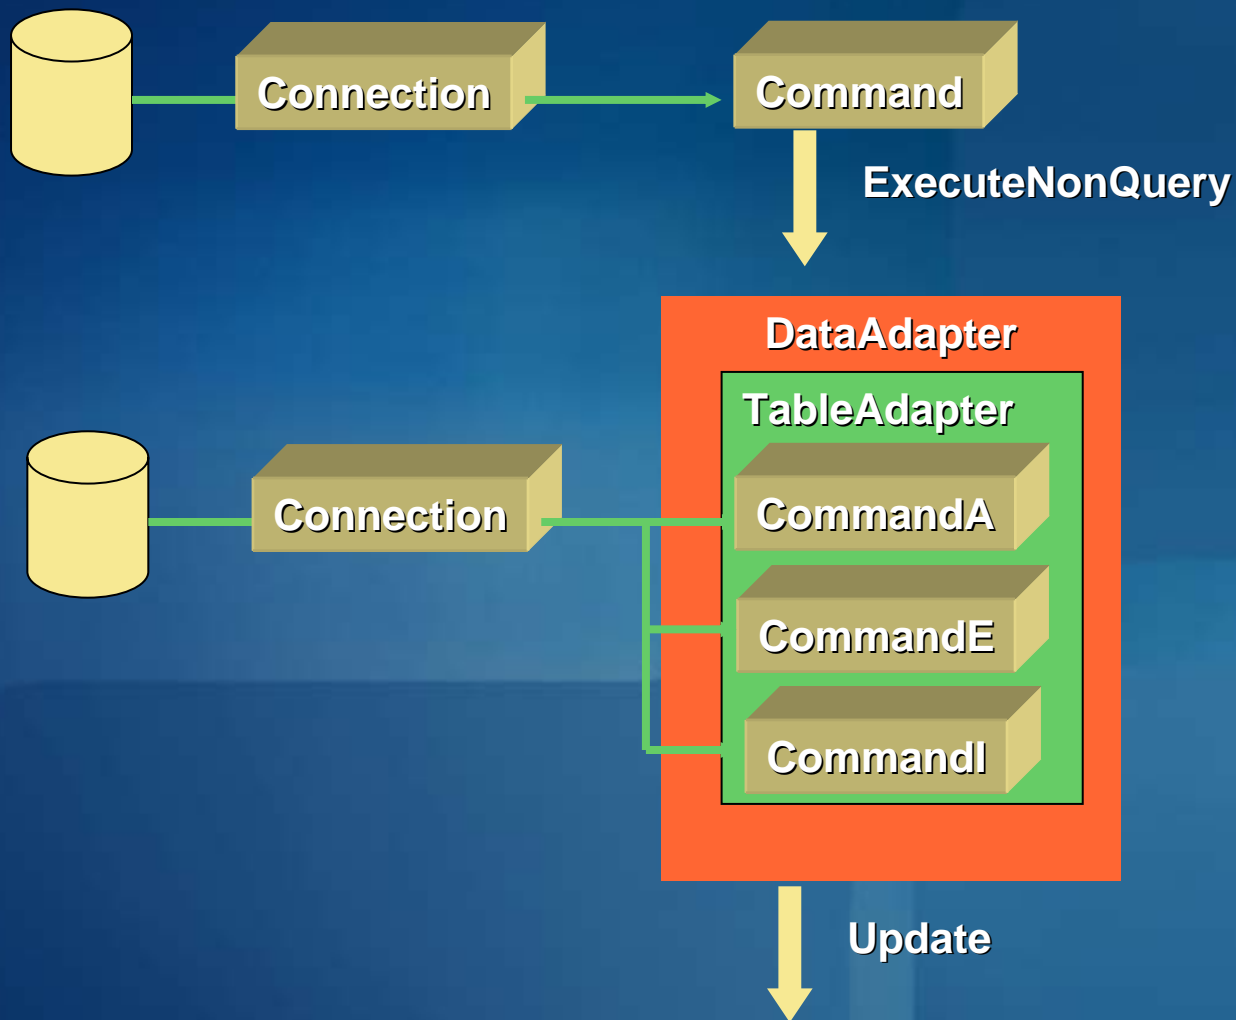 Connection
Command
ExecuteNonQuery
DataAdapter
TableAdapter
Connection
CommandA
CommandE
CommandI
Update